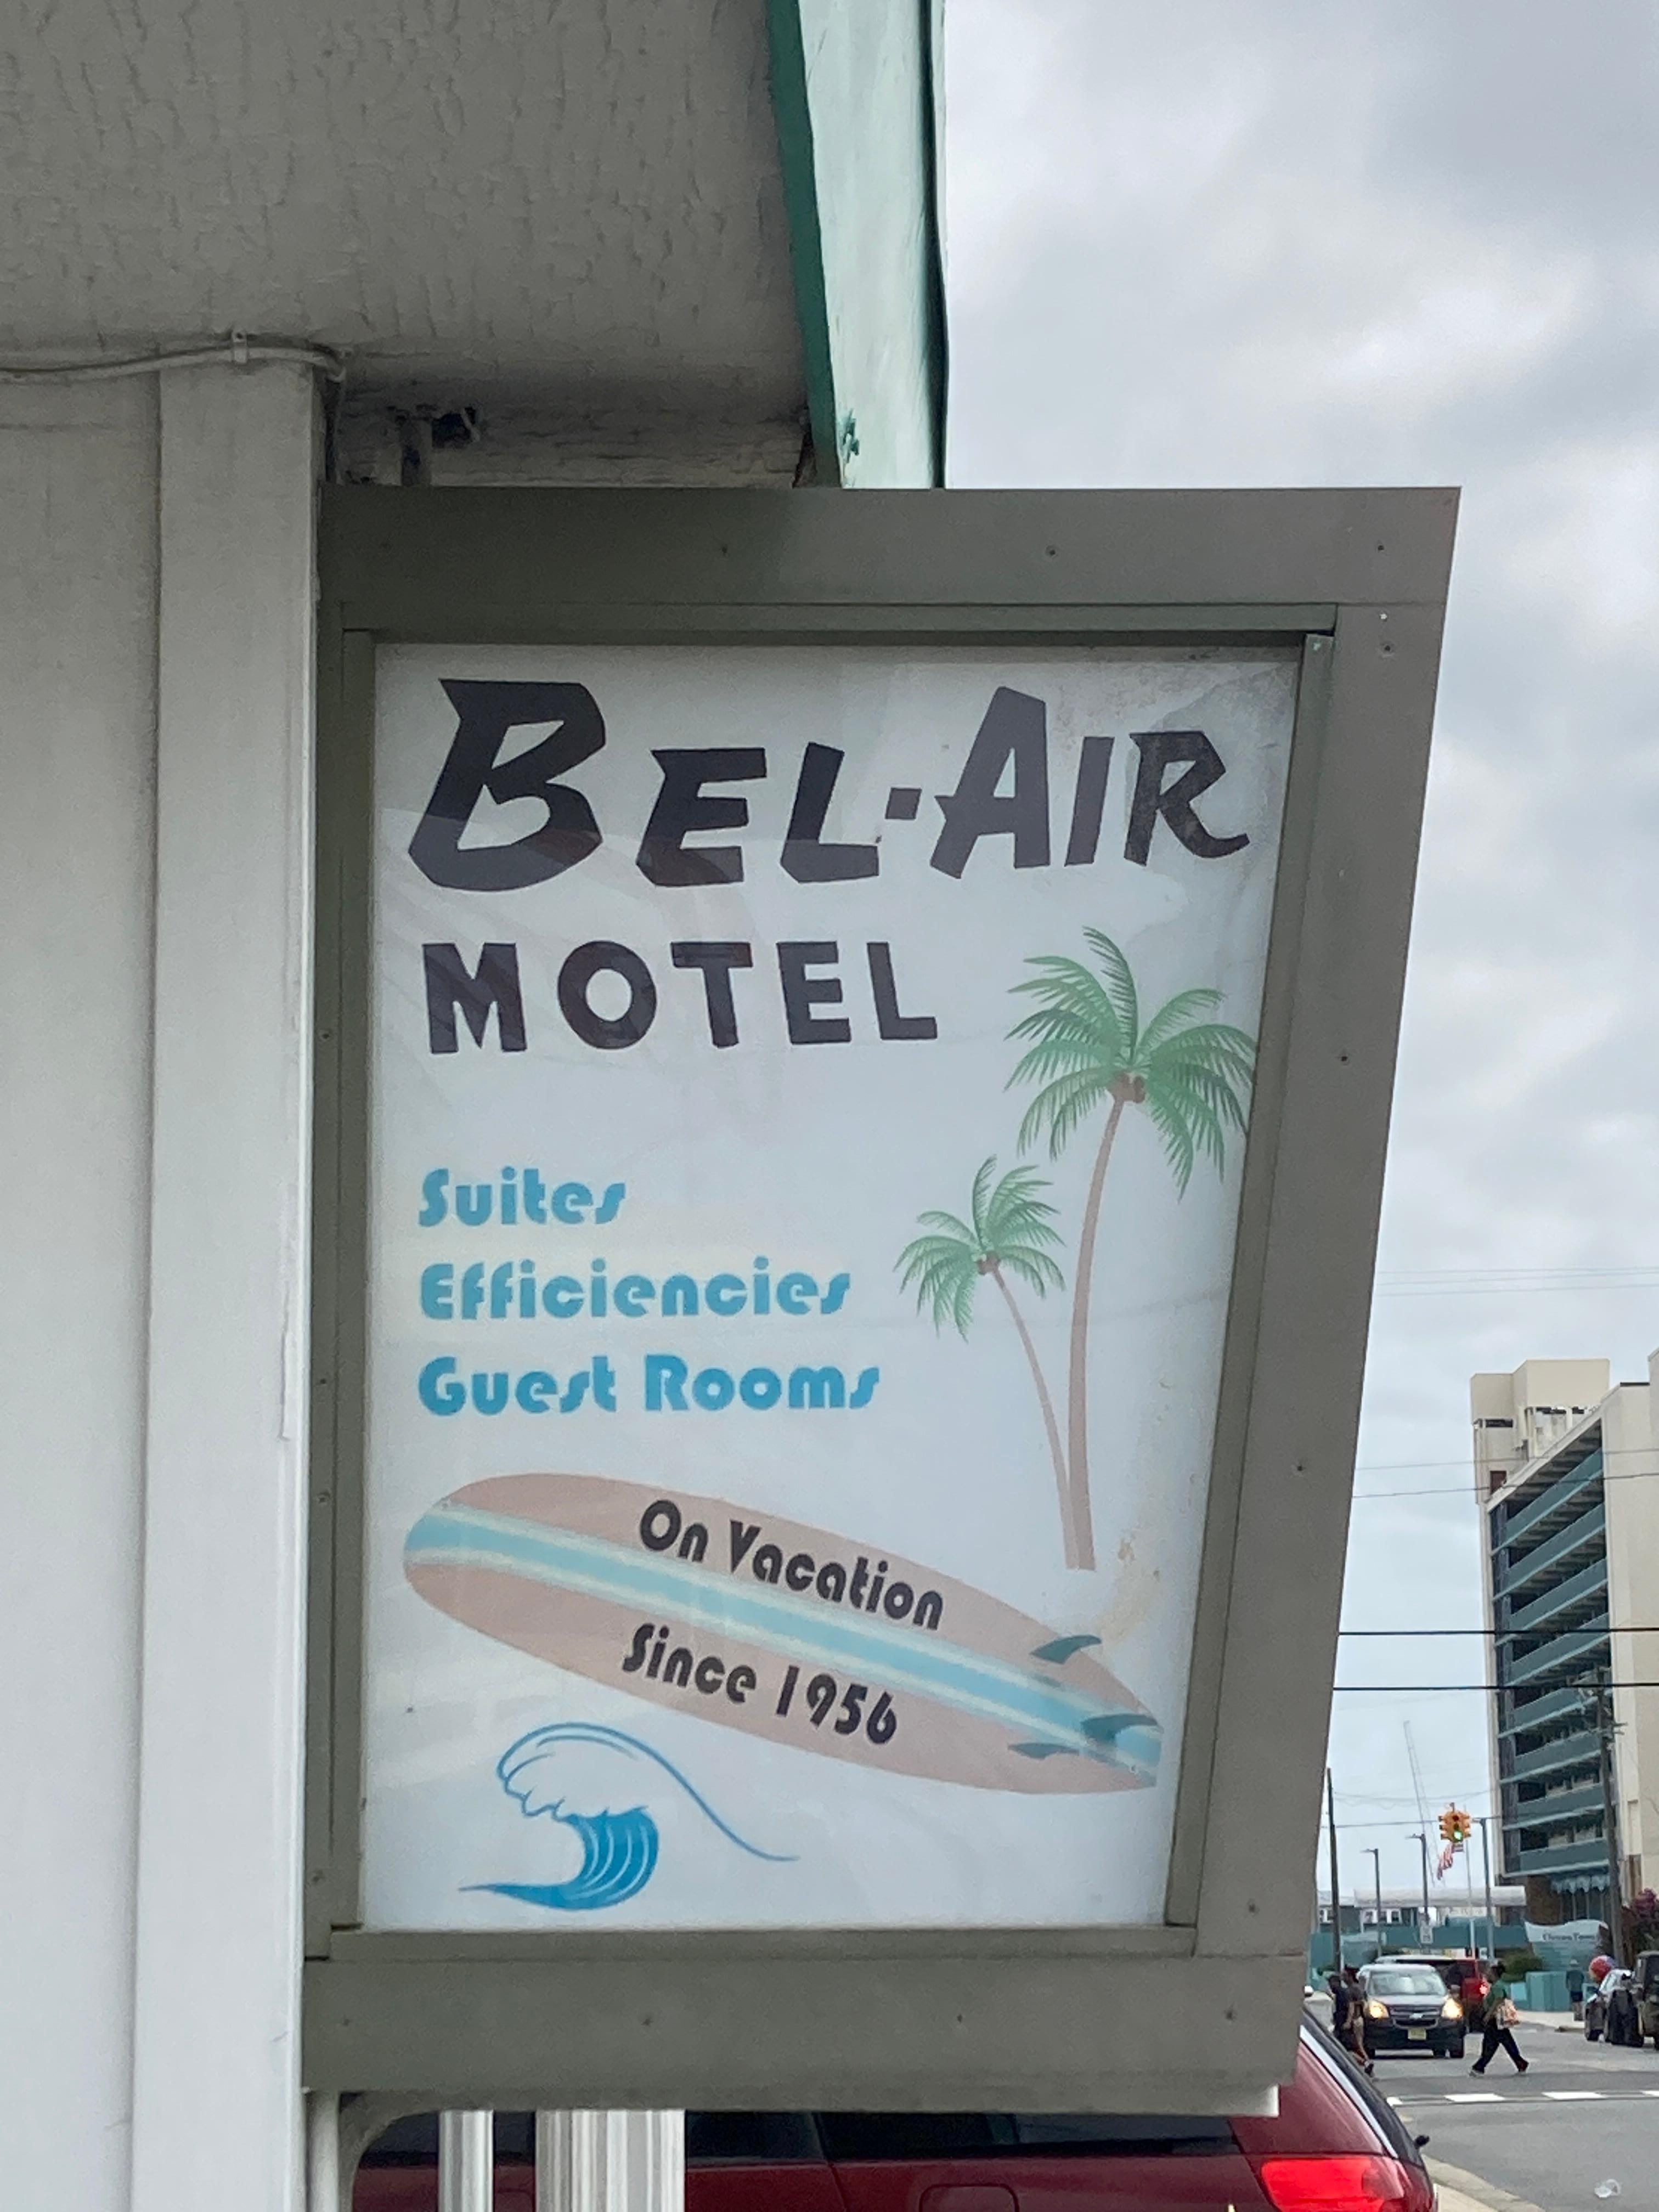 BEL-AIR
MOTEL
Suites
Efficiencies
Guest Rooms
On Vacation
Since 1956